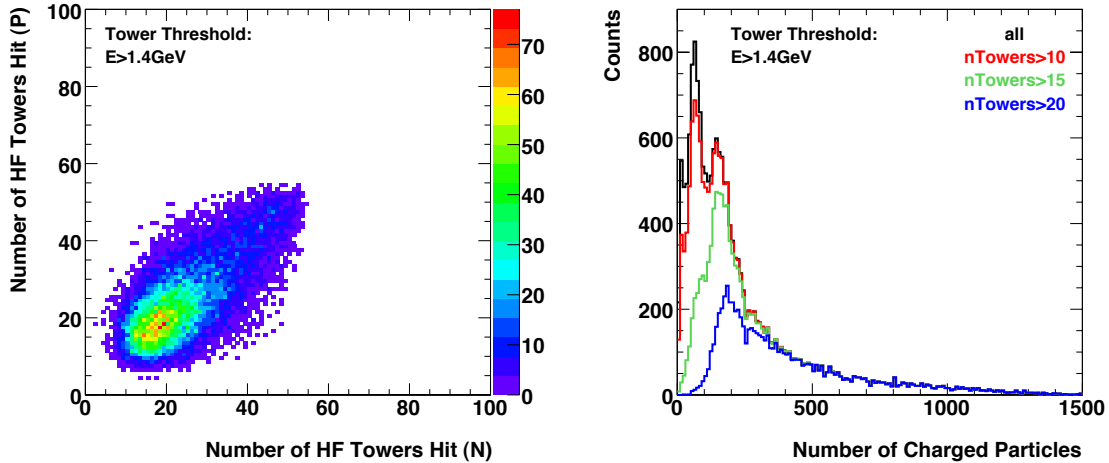 Number of HF Towers Hit (P)
100
80
60
40
20
0
Tower Threshold:
E>1.4GeV
0 20 40 60 80 100
Number of HF Towers Hit (N)
70
60
50
40
30
20
10
0
Counts
800
600
400
200
0
Tower Threshold:
E>1.4GeV
all
nTowers>10
nTowers>15
nTowers>20
0 500 1000 1500
Number of Charged Particles